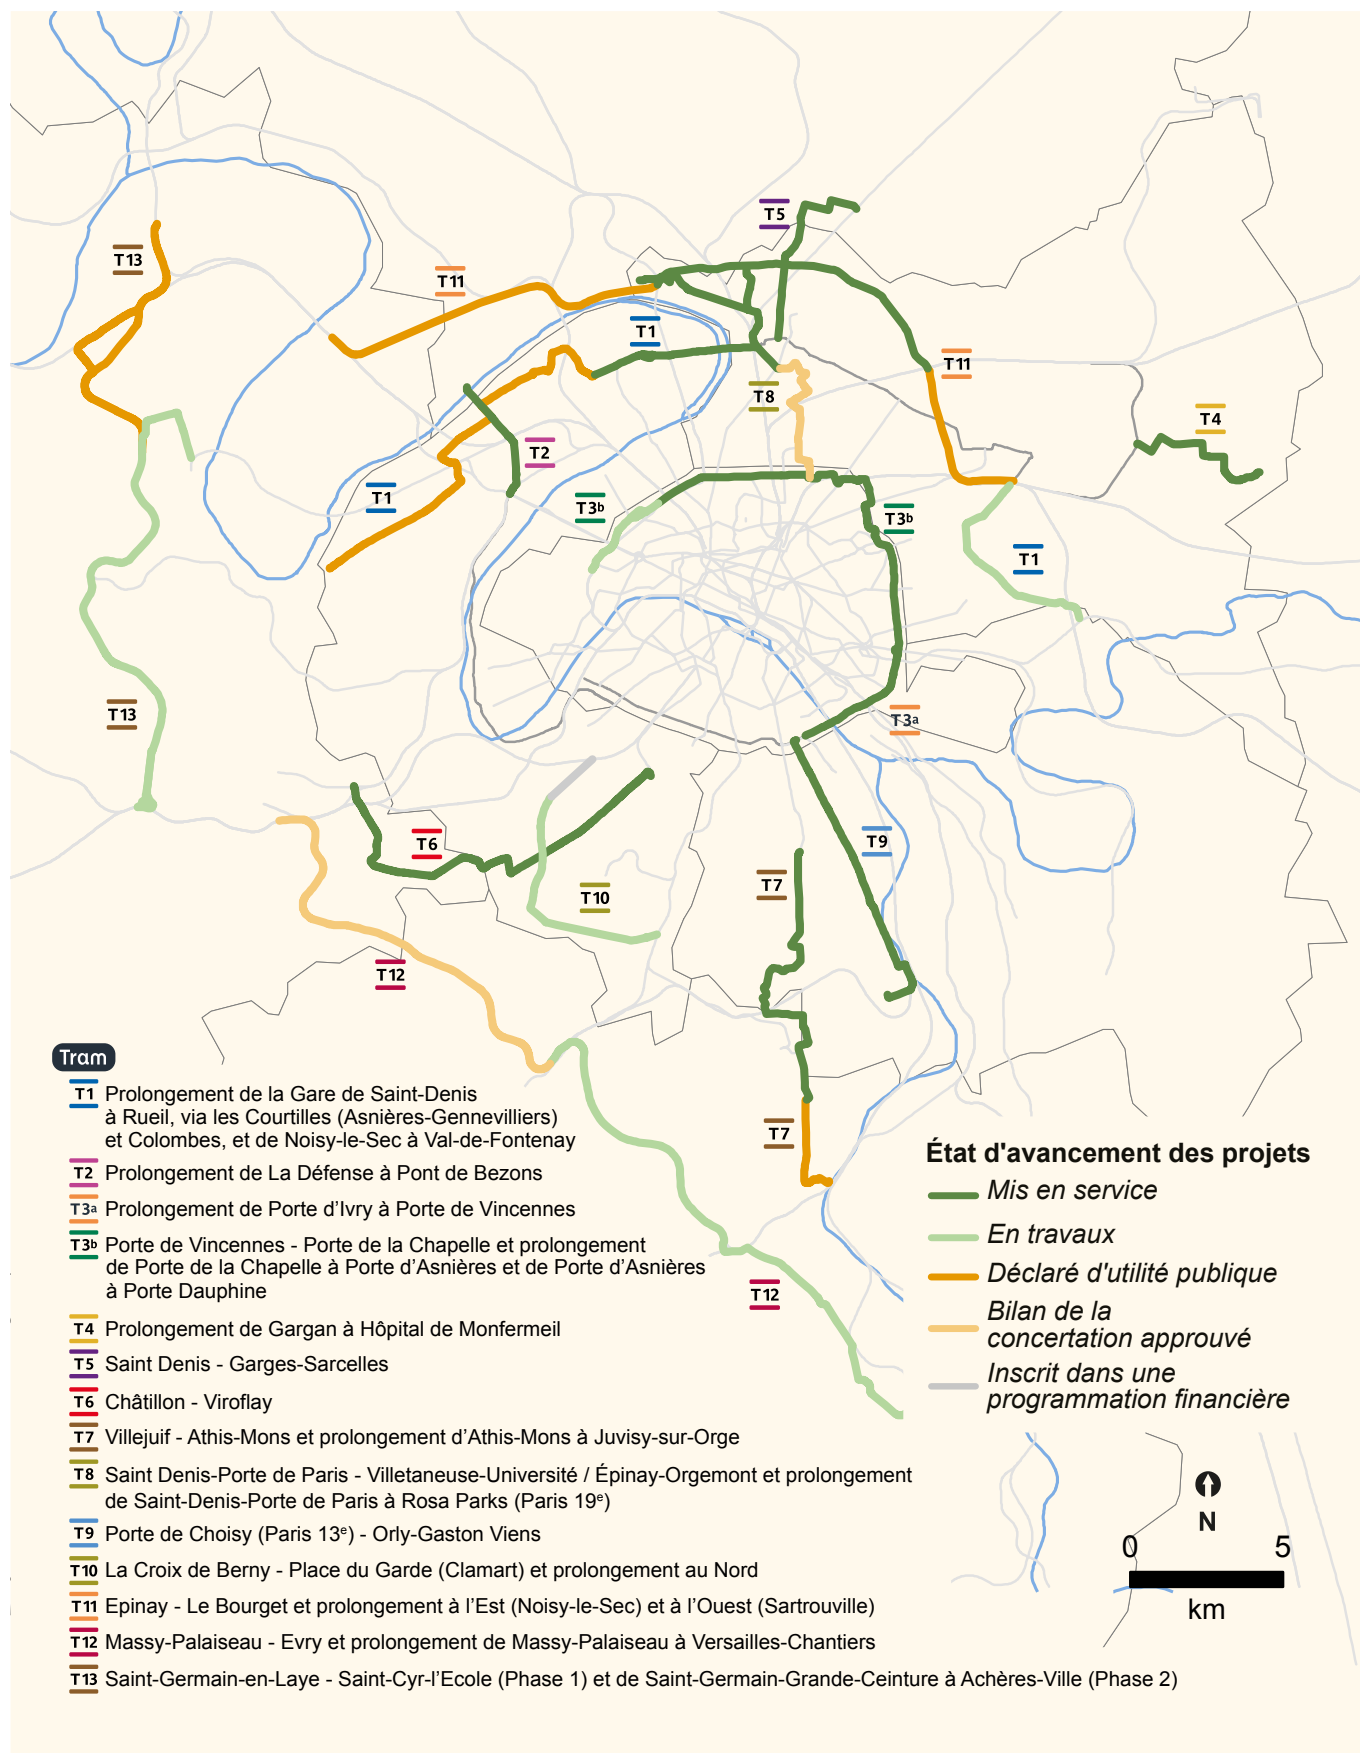 T5
T13
T11
T1
T11
T8
T4
T2
T1
T3b
T3b
T1
T13
T3a
T6
T9
T7
T10
T12
T7
T12
Tram
T1 Prolongement de la Gare de Saint-Denis
à Rueil, via les Courtilles (Asnières-Gennevilliers)
et Colombes, et de Noisy-le-Sec à Val-de-Fontenay
T2 Prolongement de La Défense à Pont de Bezons
T3a Prolongement de Porte d'Ivry à Porte de Vincennes
T3b Porte de Vincennes - Porte de la Chapelle et prolongement
de Porte de la Chapelle à Porte d'Asnières et de Porte d'Asnières
à Porte Dauphine
T4 Prolongement de Gargan à Hôpital de Monfermeil
T5 Saint Denis - Garges-Sarcelles
T6 Châtillon - Viroflay
T7 Villejuif - Athis-Mons et prolongement d'Athis-Mons à Juvisy-sur-Orge
T8 Saint Denis-Porte de Paris - Villetaneuse-Université / Épinay-Orgemont et prolongement
de Saint-Denis-Porte de Paris à Rosa Parks (Paris 19e)
T9 Porte de Choisy (Paris 13e) - Orly-Gaston Viens
T10 La Croix de Berny - Place du Garde (Clamart) et prolongement au Nord
T11 Epinay - Le Bourget et prolongement à l'Est (Noisy-le-Sec) et à l'Ouest (Sartrouville)
T12 Massy-Palaiseau - Evry et prolongement de Massy-Palaiseau à Versailles-Chantiers
T13 Saint-Germain-en-Laye - Saint-Cyr-l'Ecole (Phase 1) et de Saint-Germain-Grande-Ceinture à Achères-Ville (Phase 2)
État d'avancement des projets
Mis en service
En travaux
Déclaré d'utilité publique
Bilan de la
concertation approuvé
Inscrit dans une
programmation financière
N
0 5
km